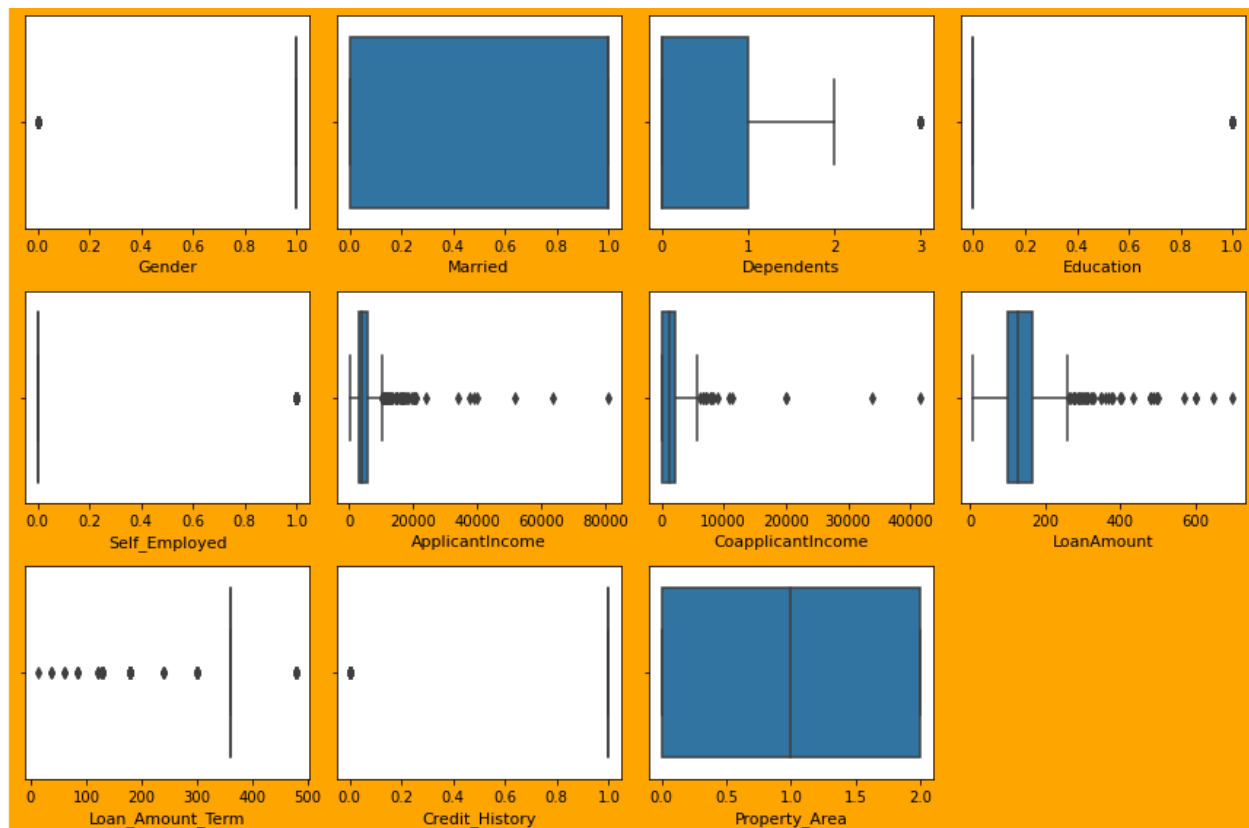 0.0 0.2 0.4 0.6 0.8 1.0
Gender
0.0 0.2 0.4 0.6 0.8 1.0
Married
0 1 2 3
Dependents
0.0 0.2 0.4 0.6 0.8 1.0
Education
0.0 0.2 0.4 0.6 0.8 1.0
Self_Employed
0 20000 40000 60000 80000
ApplicantIncome
0 10000 20000 30000 40000
CoapplicantIncome
0 200 400 600
LoanAmount
0 100 200 300 400 500
Loan_Amount_Term
0.0 0.2 0.4 0.6 0.8 1.0
Credit_History
0.0 0.5 1.0 1.5 2.0
Property_Area